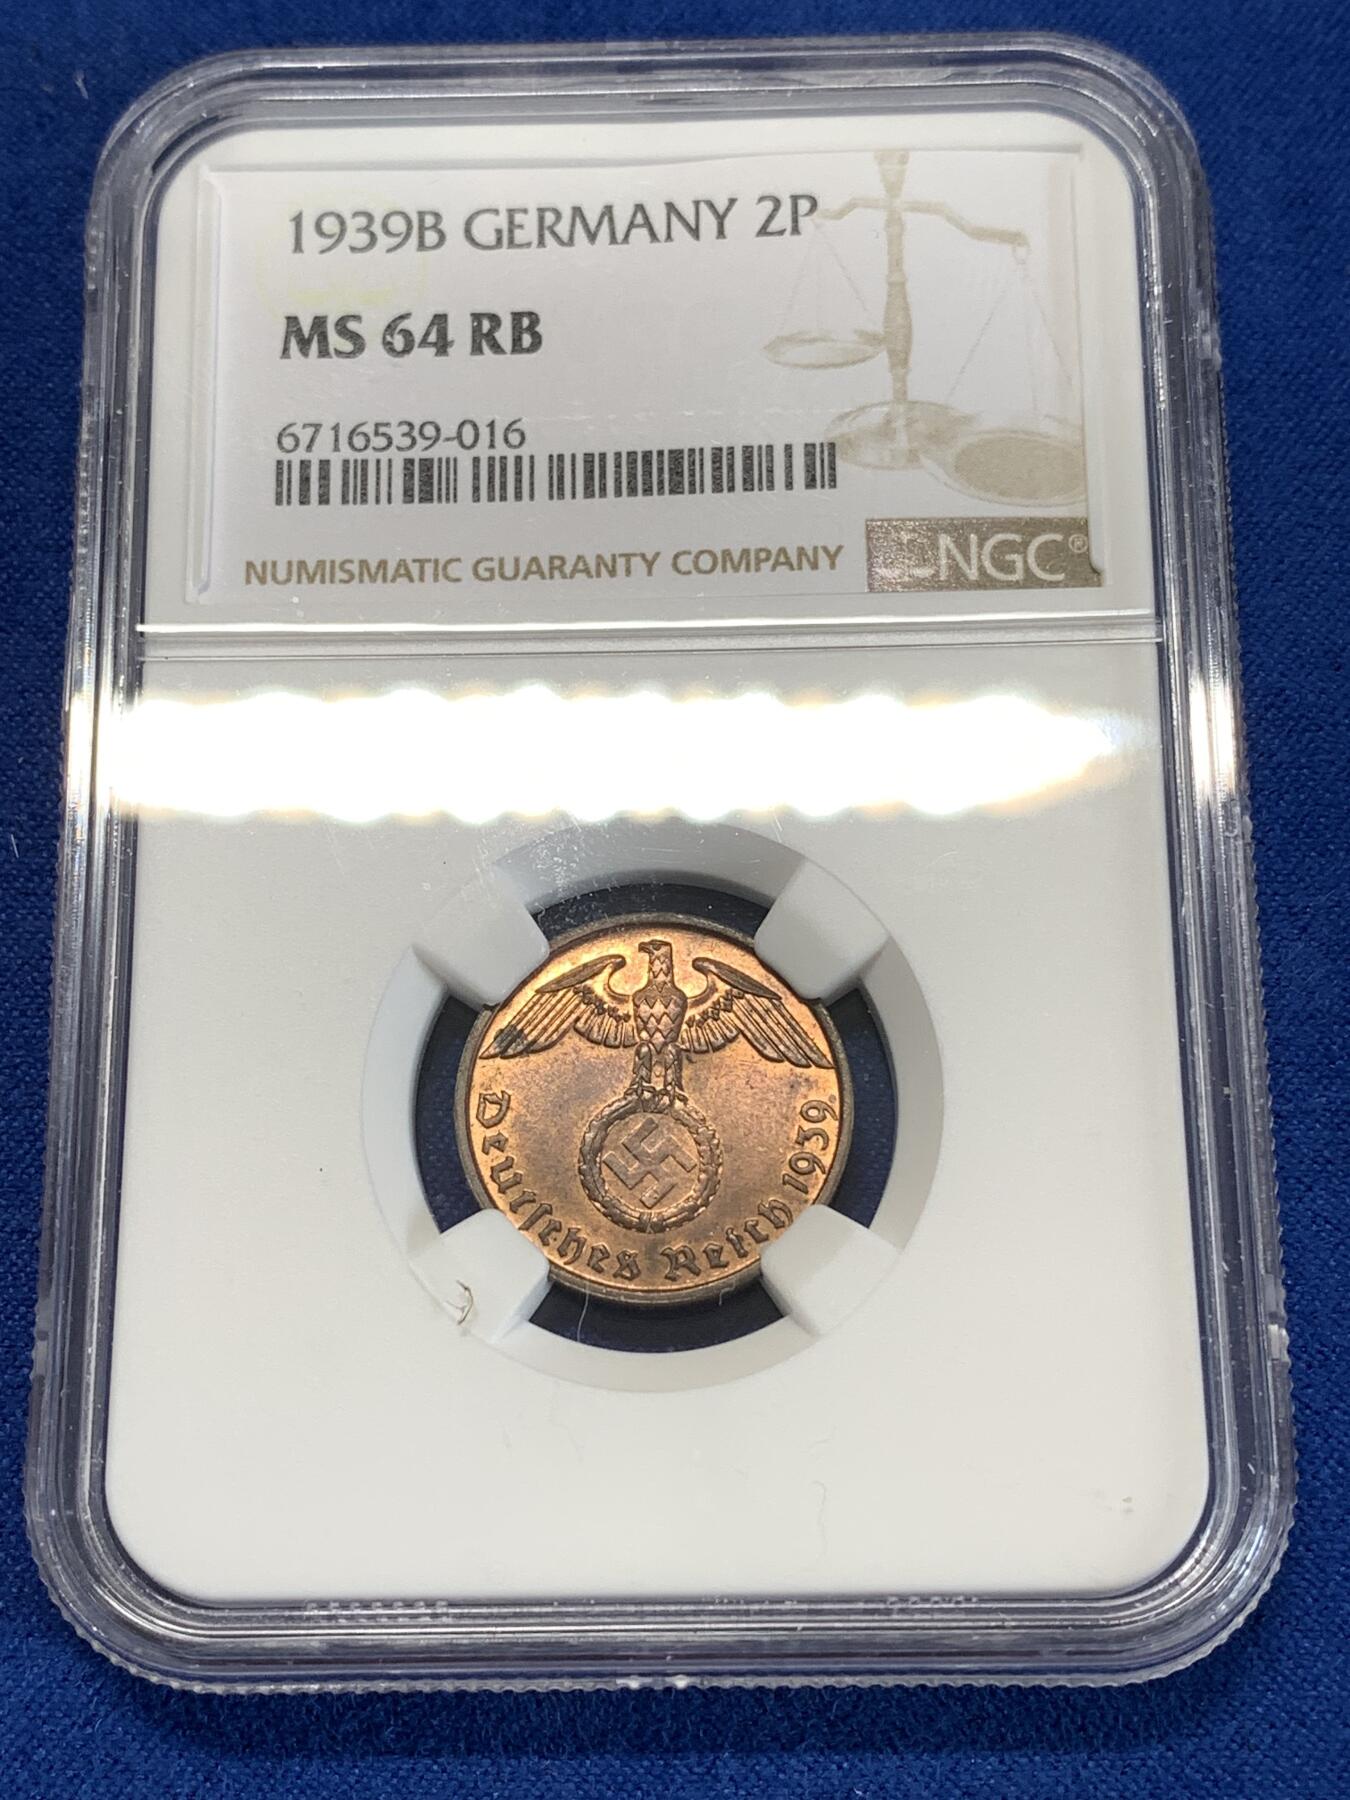 1939B GERMANY 2P
MS 64 RB
6716539-016
NUMISMATIC GUARANTY COMPANY
NGC®
Deutsches Reich 1939